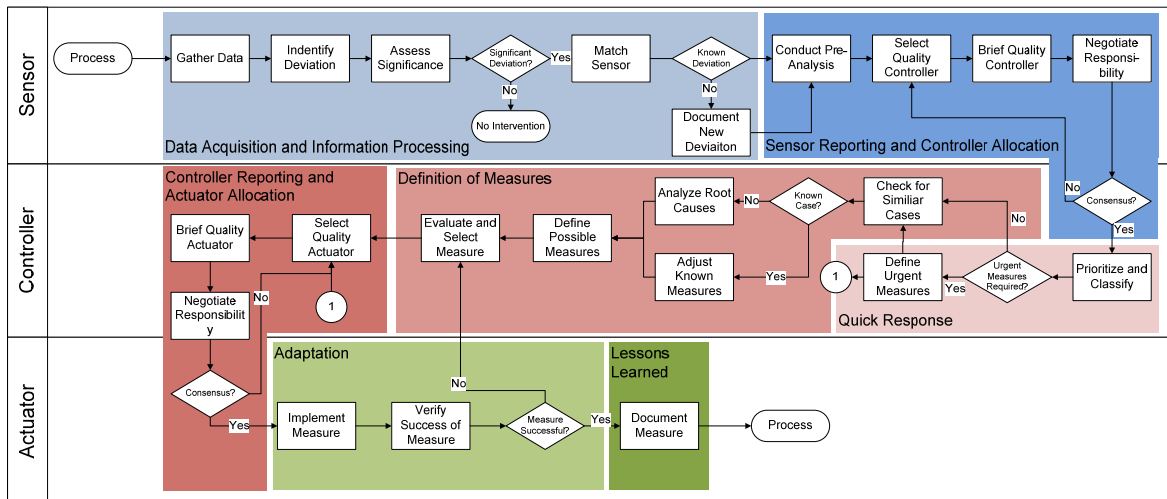 Sensor
Process
Gather Data
Indentify
Deviation
Assess
Significance
Significant
Deviation?
Yes
No
No Intervention
Match
Sensor
Known
Deviation
No
Document
New
Deviaiton
Data Acquisition and Information Processing
Conduct Pre-
Analysis
Select
Quality
Controller
Brief Quality
Controller
Negotiate
Responsi-
bility
Sensor Reporting and Controller Allocation
No
Consensus?
Yes
Controller
Controller Reporting and
Actuator Allocation
Brief Quality
Actuator
Select
Quality
Actuator
Negotiate
Responsibilit
y
No
1
Definition of Measures
Evaluate and
Select
Measure
Define
Possible
Measures
Analyze Root
Causes
No
Known
Case?
Yes
Adjust
Known
Measures
Check for
Similiar
Cases
No
1
Define
Urgent
Measures
Yes
Urgent
Measures
Required?
Prioritize and
Classify
Quick Response
Actuator
Consensus?
Yes
Adaptation
Implement
Measure
Verify
Success of
Measure
No
Measure
Successful?
Yes
Lessons
Learned
Document
Measure
Process